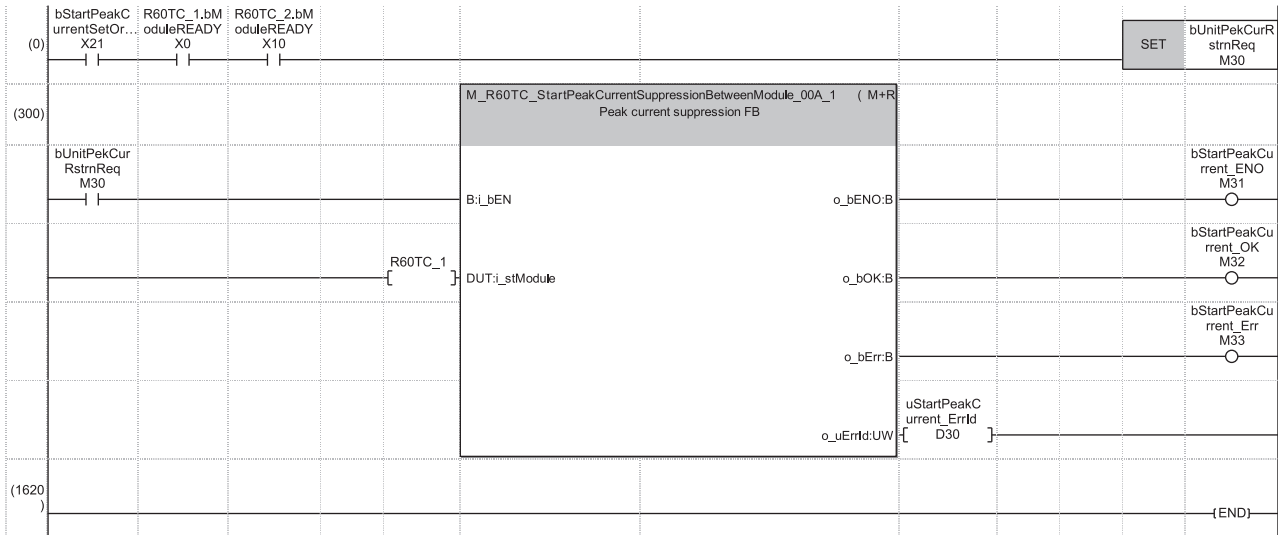 bStartPeakC
urrentSetOr…
X21
R60TC_1.bM
oduleREADY
X0
R60TC_2.bM
oduleREADY
X10
(0)
SET
bUnitPekCurR
strnReq
M30
(300)
M_R60TC_StartPeakCurrentSuppressionBetweenModule_00A_1 ( M+R
Peak current suppression FB
bUnitPekCur
RstrnReq
M30
B:i_bEN
o_bENO:B
bStartPeakCu
rrent_ENO
M31
R60TC_1
DUT:i_stModule
o_bOK:B
bStartPeakCu
rrent_OK
M32
o_bErr:B
bStartPeakCu
rrent_Err
M33
o_uErrId:UW
uStartPeakC
urrent_ErrId
D30
(1620
)
END